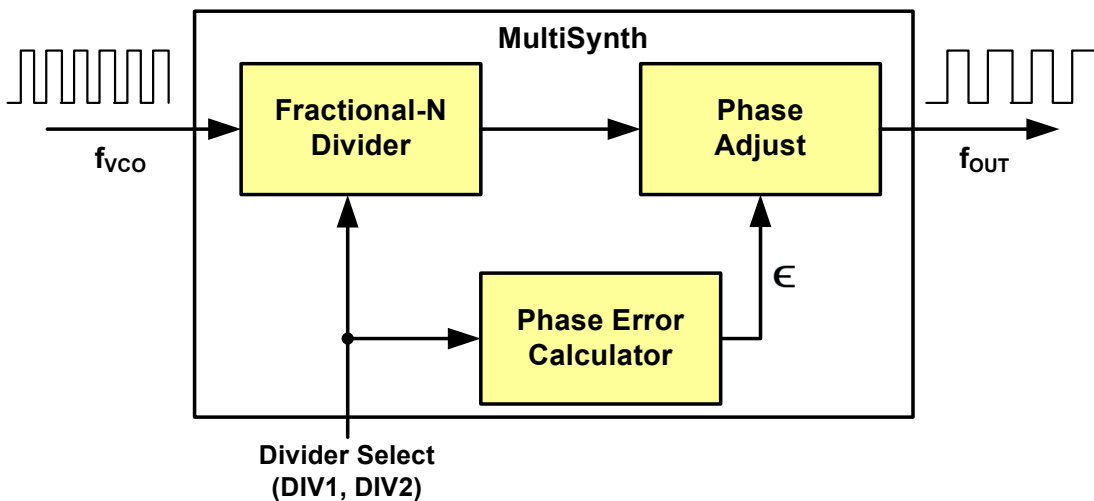 MultiSynth
Fractional-N
Divider
Phase
Adjust
fVCO
fOUT
ϵ
Phase Error
Calculator
Divider Select
(DIV1, DIV2)